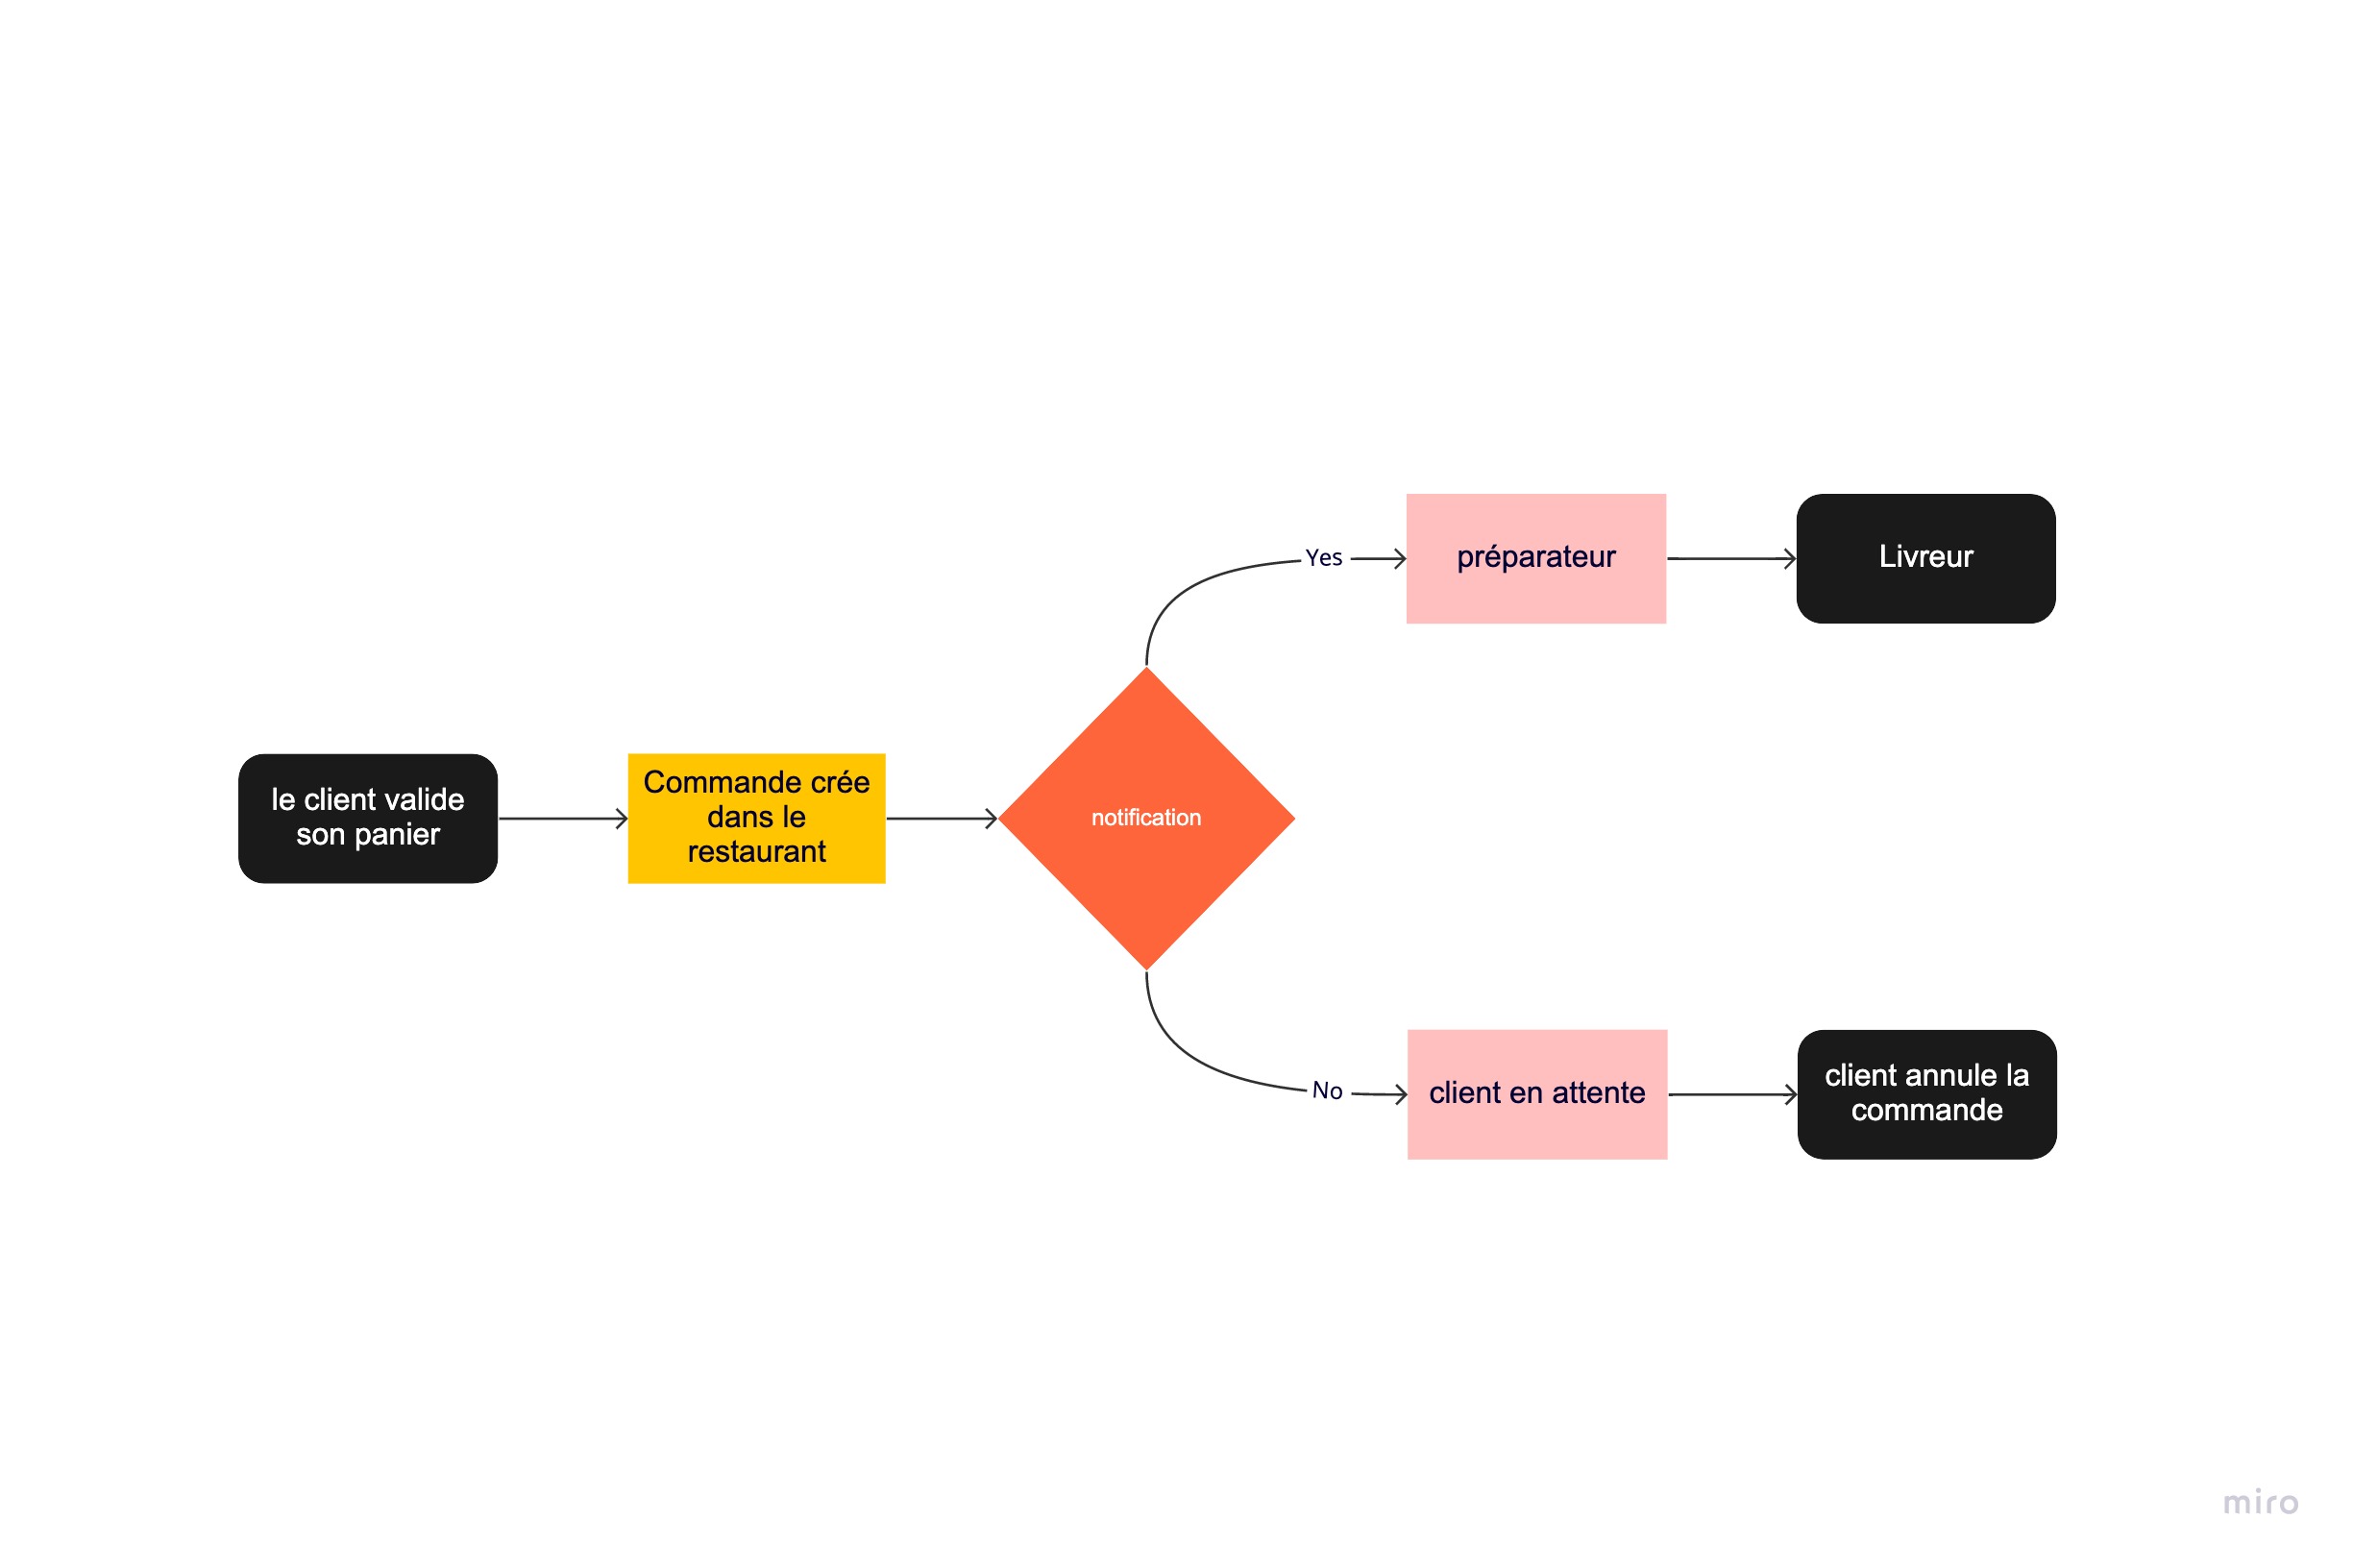 le client valide
son panier
Commande crée
dans le
restaurant
notification
Yes
préparateur
Livreur
No
client en attente
client annule la
commande
miro